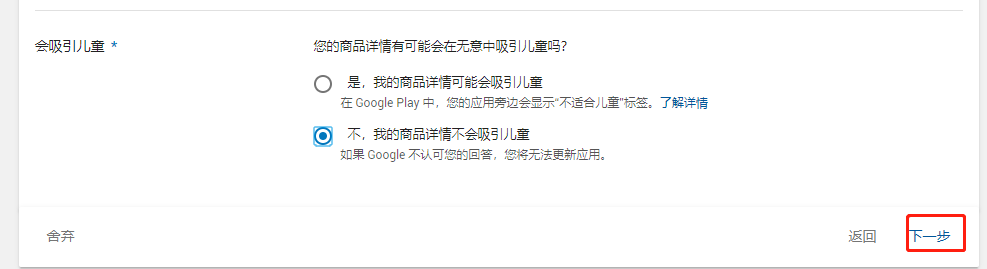 会吸引儿童 *
您的商品详情有可能会在无意中吸引儿童吗?
是，我的商品详情可能会吸引儿童
在 Google Play 中，您的应用旁边会显示“不适合儿童”标签。了解详情
不，我的商品详情不会吸引儿童
如果 Google 不认可您的回答，您将无法更新应用。
舍弃
返回
下一步